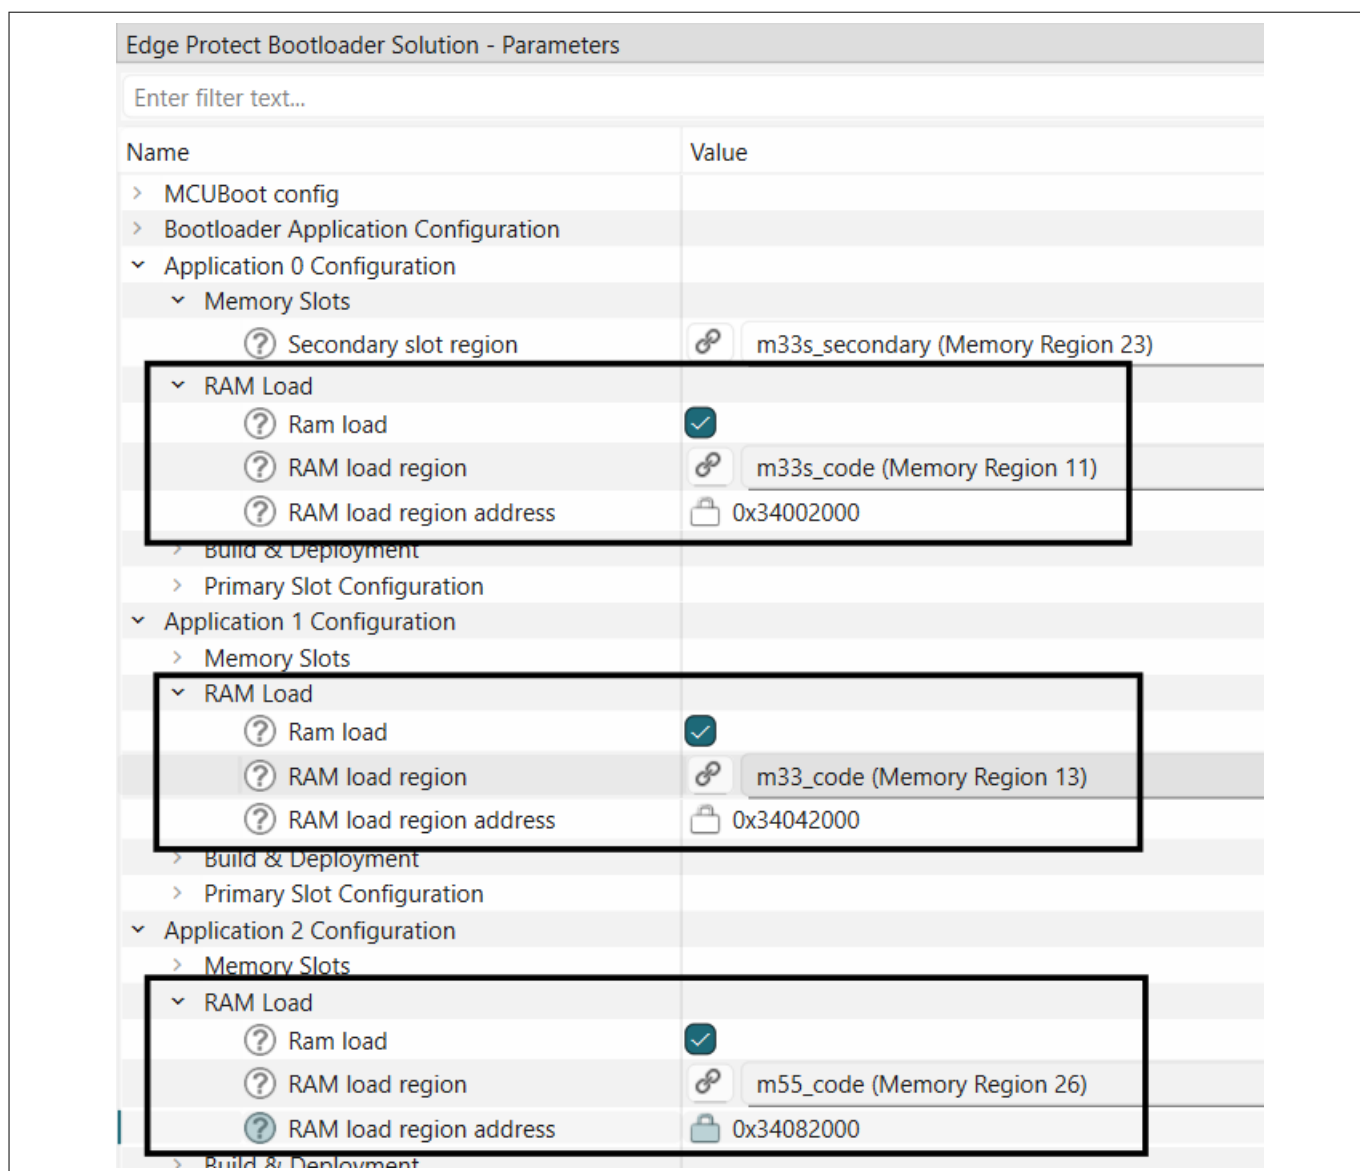 Edge Protect Bootloader Solution - Parameters
Enter filter text...
Name Value
MCUBoot config
Bootloader Application Configuration
Application 0 Configuration
Memory Slots
Secondary slot region m33s_secondary (Memory Region 23)
RAM Load
Ram load
RAM load region m33s_code (Memory Region 11)
RAM load region address 0x34002000
Build & Deployment
Primary Slot Configuration
Application 1 Configuration
Memory Slots
RAM Load
Ram load
RAM load region m33_code (Memory Region 13)
RAM load region address 0x34042000
Build & Deployment
Primary Slot Configuration
Application 2 Configuration
Memory Slots
RAM Load
Ram load
RAM load region m55_code (Memory Region 26)
RAM load region address 0x34082000
Build & Deployment